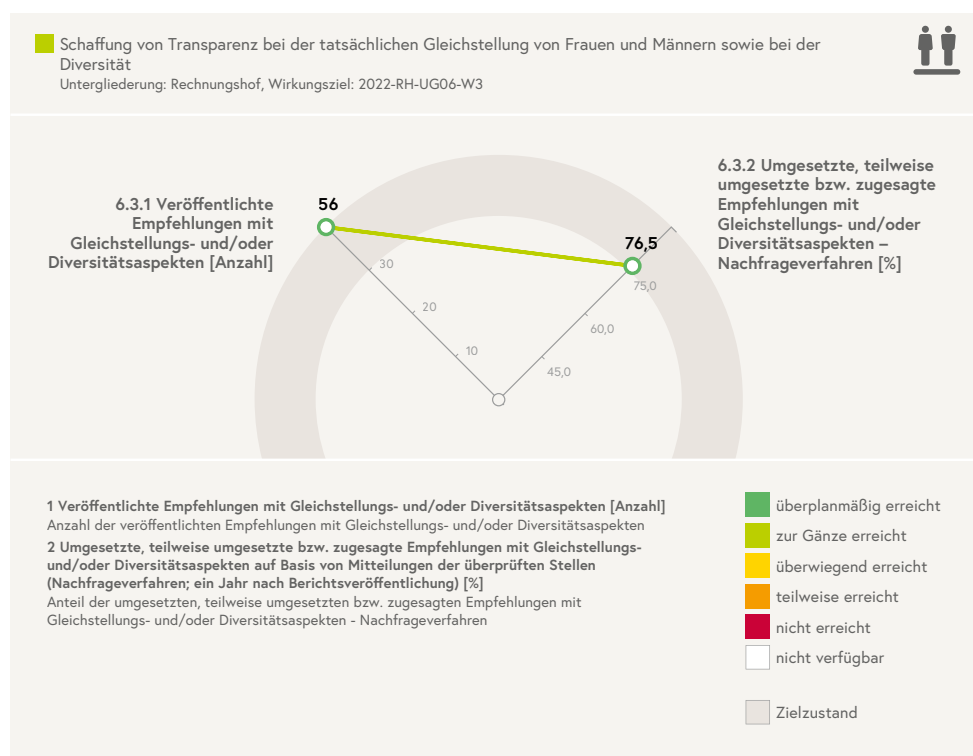 Schaffung von Transparenz bei der tatsächlichen Gleichstellung von Frauen und Männern sowie bei der
Diversität
Untergliederung: Rechnungshof, Wirkungsziel: 2022-RH-UG06-W3
6.3.1 Veröffentlichte
Empfehlungen mit
Gleichstellungs- und/oder
Diversitätsaspekten [Anzahl]
56
30
20
10
6.3.2 Umgesetzte, teilweise
umgesetzte bzw. zugesagte
Empfehlungen mit
Gleichstellungs- und/oder
Diversitätsaspekten –
Nachfrageverfahren [%]
76,5
75,0
60,0
45,0
1 Veröffentlichte Empfehlungen mit Gleichstellungs- und/oder Diversitätsaspekten [Anzahl]
Anzahl der veröffentlichten Empfehlungen mit Gleichstellungs- und/oder Diversitätsaspekten
2 Umgesetzte, teilweise umgesetzte bzw. zugesagte Empfehlungen mit Gleichstellungs-
und/oder Diversitätsaspekten auf Basis von Mitteilungen der überprüften Stellen
(Nachfrageverfahren; ein Jahr nach Berichtsveröffentlichung) [%]
Anteil der umgesetzten, teilweise umgesetzten bzw. zugesagten Empfehlungen mit
Gleichstellungs- und/oder Diversitätsaspekten - Nachfrageverfahren
überplanmäßig erreicht
zur Gänze erreicht
überwiegend erreicht
teilweise erreicht
nicht erreicht
nicht verfügbar
Zielzustand